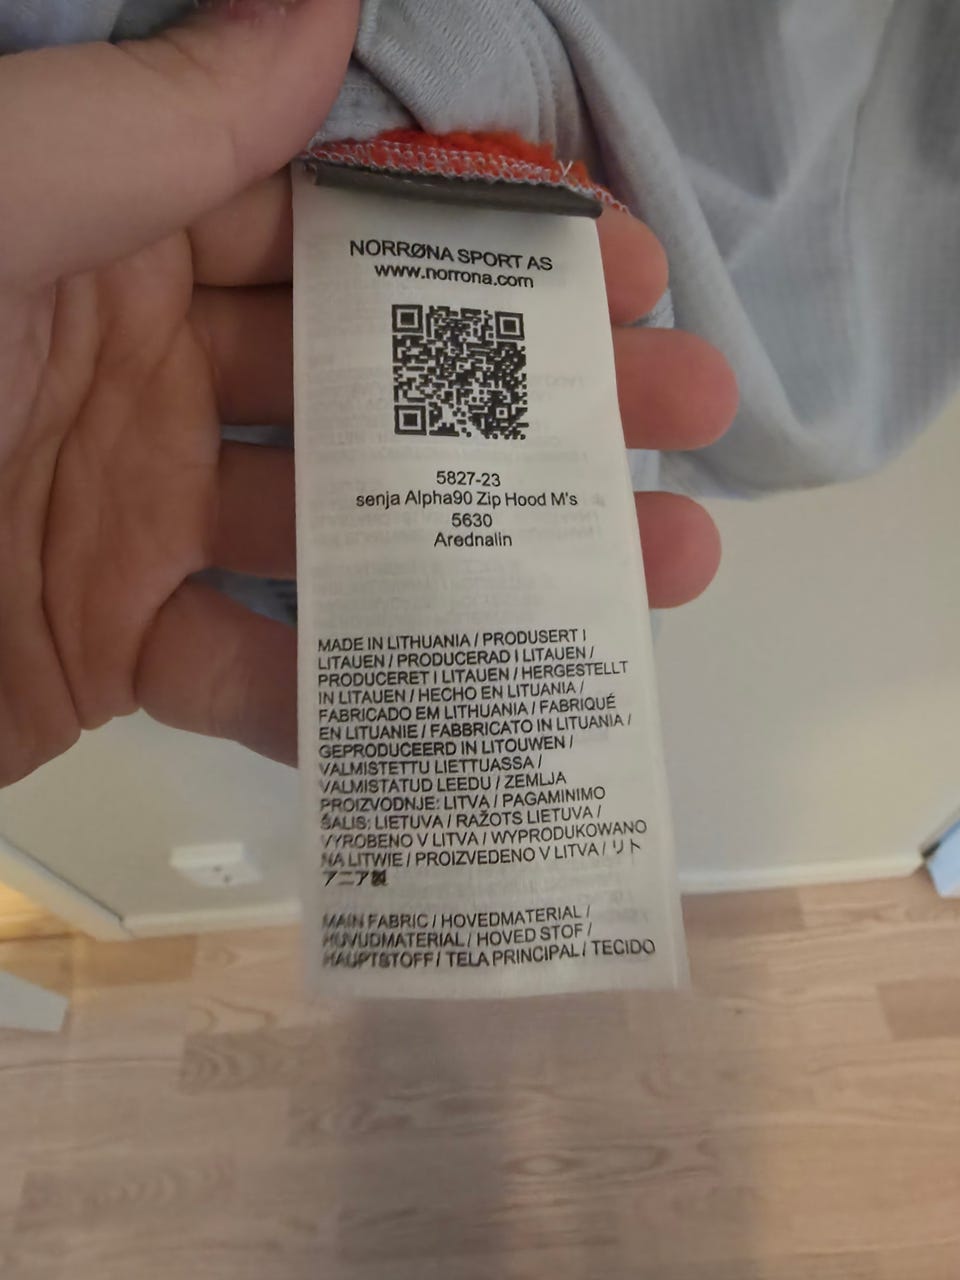 NORRØNA SPORT AS
www.norrona.com
5827-23
senja Alpha90 Zip Hood M's
5630
Arednalin
MADE IN LITHUANIA / PRODUSERT I
LITAUEN / PRODUCERAD I LITAUEN /
PRODUCERET I LITAUEN / HERGESTELLT
IN LITAUEN / HECHO EN LITUANIA /
FABRICADO EM LITHUANIA / FABRIQUÉ
EN LITUANIE / FABBRICATO IN LITUANIA /
GEPRODUCEERD IN LITOUWEN /
VALMISTETTU LIETTUASSA /
VALMISTATUD LEEDU / ZEMLJA
PROIZVODNJE: LITVA / PAGAMINIMO
ŠALIS: LIETUVA / RAŽOTS LIETUVA /
VYROBENO V LITVA / WYPRODUKOWANO
NA LITWIE / PROIZVEDENO V LITVA / リト
アニア製
MAIN FABRIC / HOVEDMATERIAL /
HUVUDMATERIAL / HOVED STOF /
HAUPTSTOFF / TELA PRINCIPAL / TECIDO